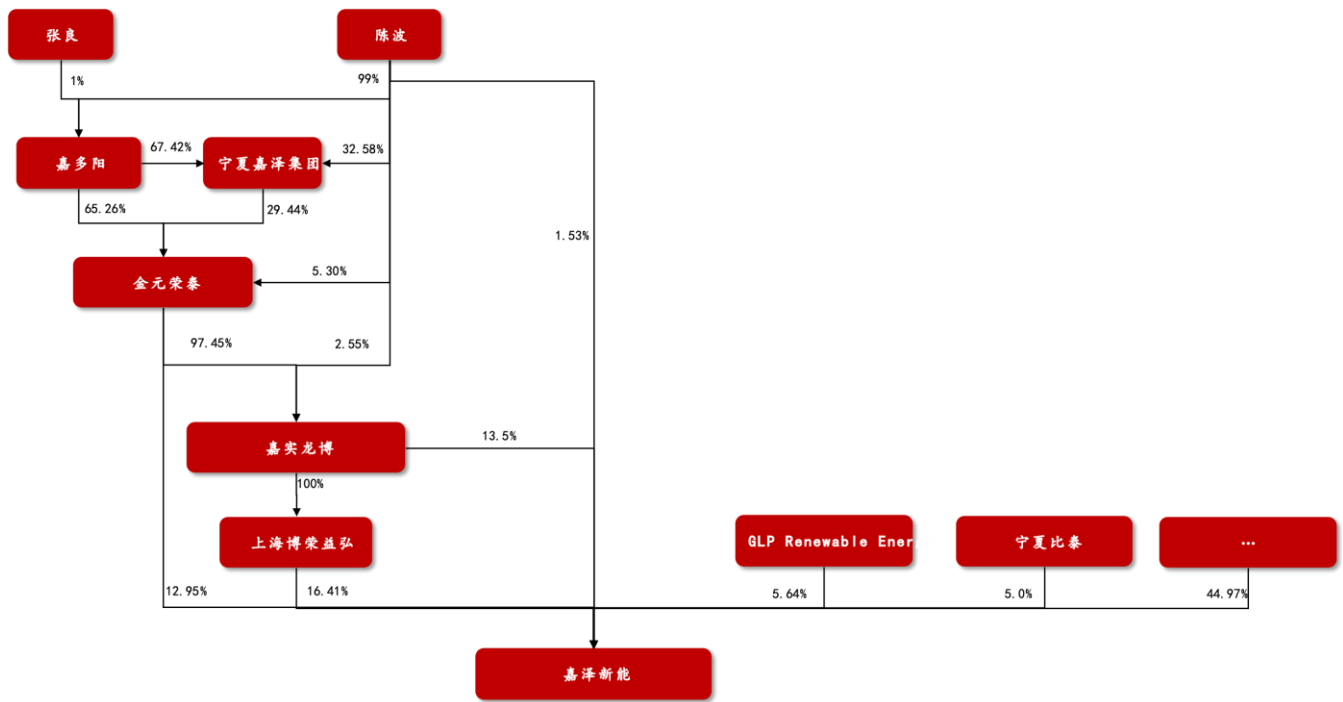 张良
陈波
1%
99%
嘉多阳
67.42%
宁夏嘉泽集团
32.58%
65.26%
29.44%
1.53%
金元荣泰
5.30%
97.45%
2.55%
嘉实龙博
13.5%
100%
上海博荣益弘
GLP Renewable Ener
宁夏比泰
…
12.95%
16.41%
5.64%
5.0%
44.97%
嘉泽新能